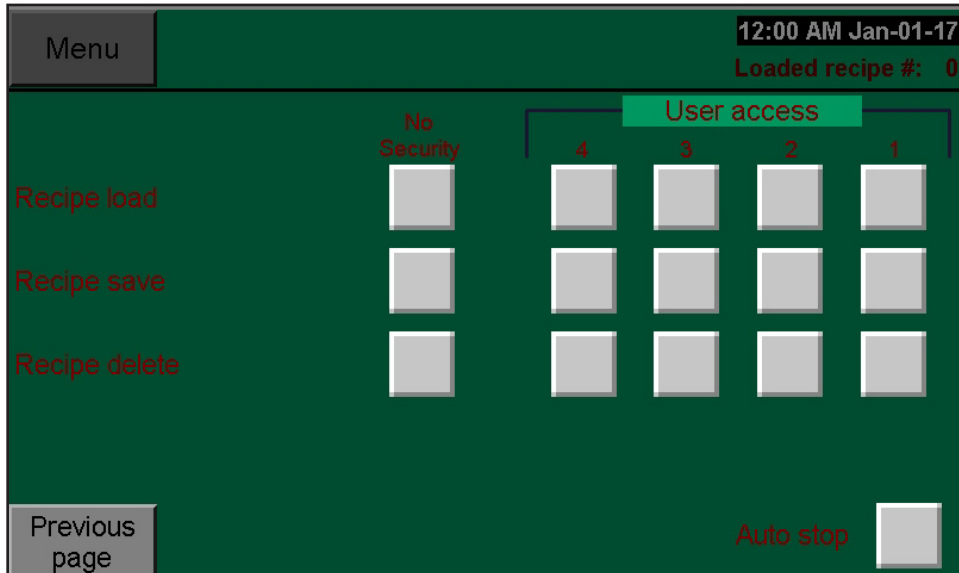 Menu
12:00 AM Jan-01-17
Loaded recipe #: 0
No
Security
User access
4 3 2 1
Recipe load
Recipe save
Recipe delete
Previous
page
Auto stop